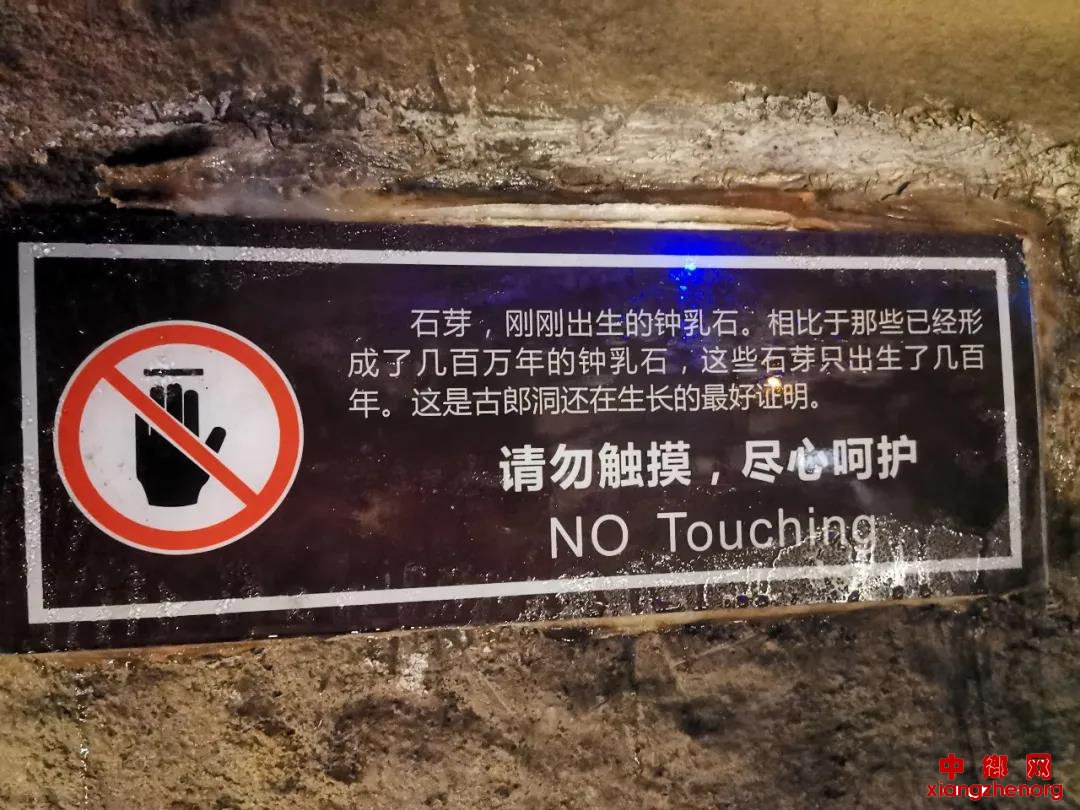 石芽，刚刚出生的钟乳石。相比于那些已经形
成了几百万年的钟乳石，这些石芽只出生了几百
年。这是古郎洞还在生长的最好证明。
请勿触摸，尽心呵护
NO Touching
中鄉网
xiangzhenorg